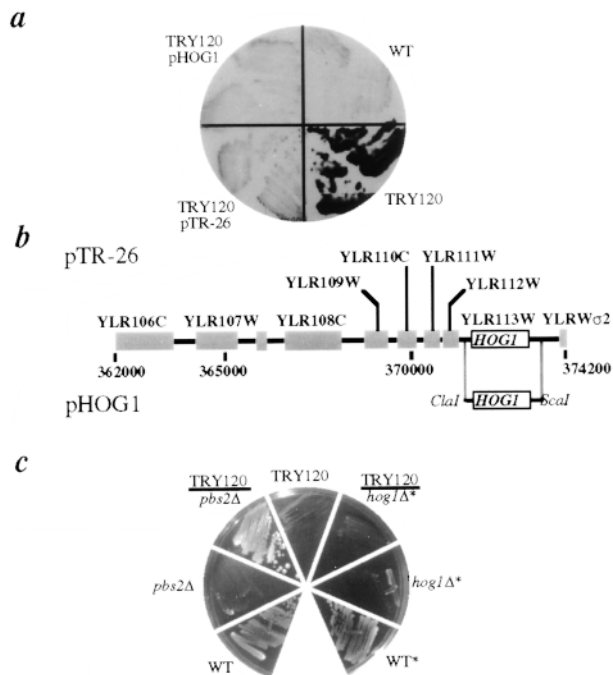 a
TRY120
pHOG1
WT
TRY120
pTR-26
TRY120
b
pTR-26
YLR110C
YLR111W
YLR109W
YLR112W
YLR106C
YLR107W
YLR108C
YLR113W
YLRWσ2
HOG1
362000
365000
370000
374200
pHOG1
ClaI
HOG1
ScaI
c
TRY120
pbs2Δ
TRY120
TRY120
hog1Δ*
pbs2Δ
hog1Δ*
WT
WT*